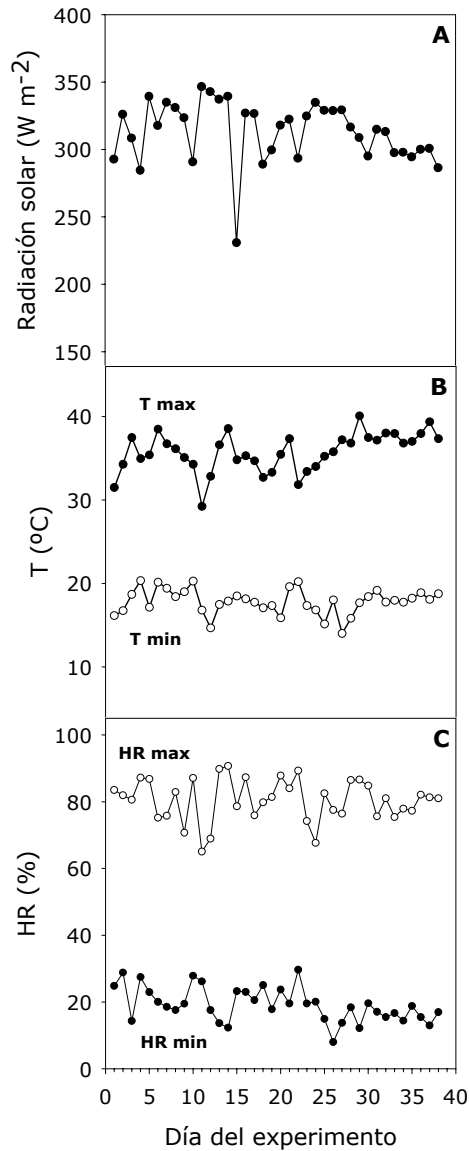 400
A
350
300
250
200
150
Radiación solar (W m-2)
B
T max
40
30
20
10
T min
T (ºC)
C
100
HR max
80
60
40
20
0
HR min
HR (%)
0 5 10 15 20 25 30 35 40
Día del experimento